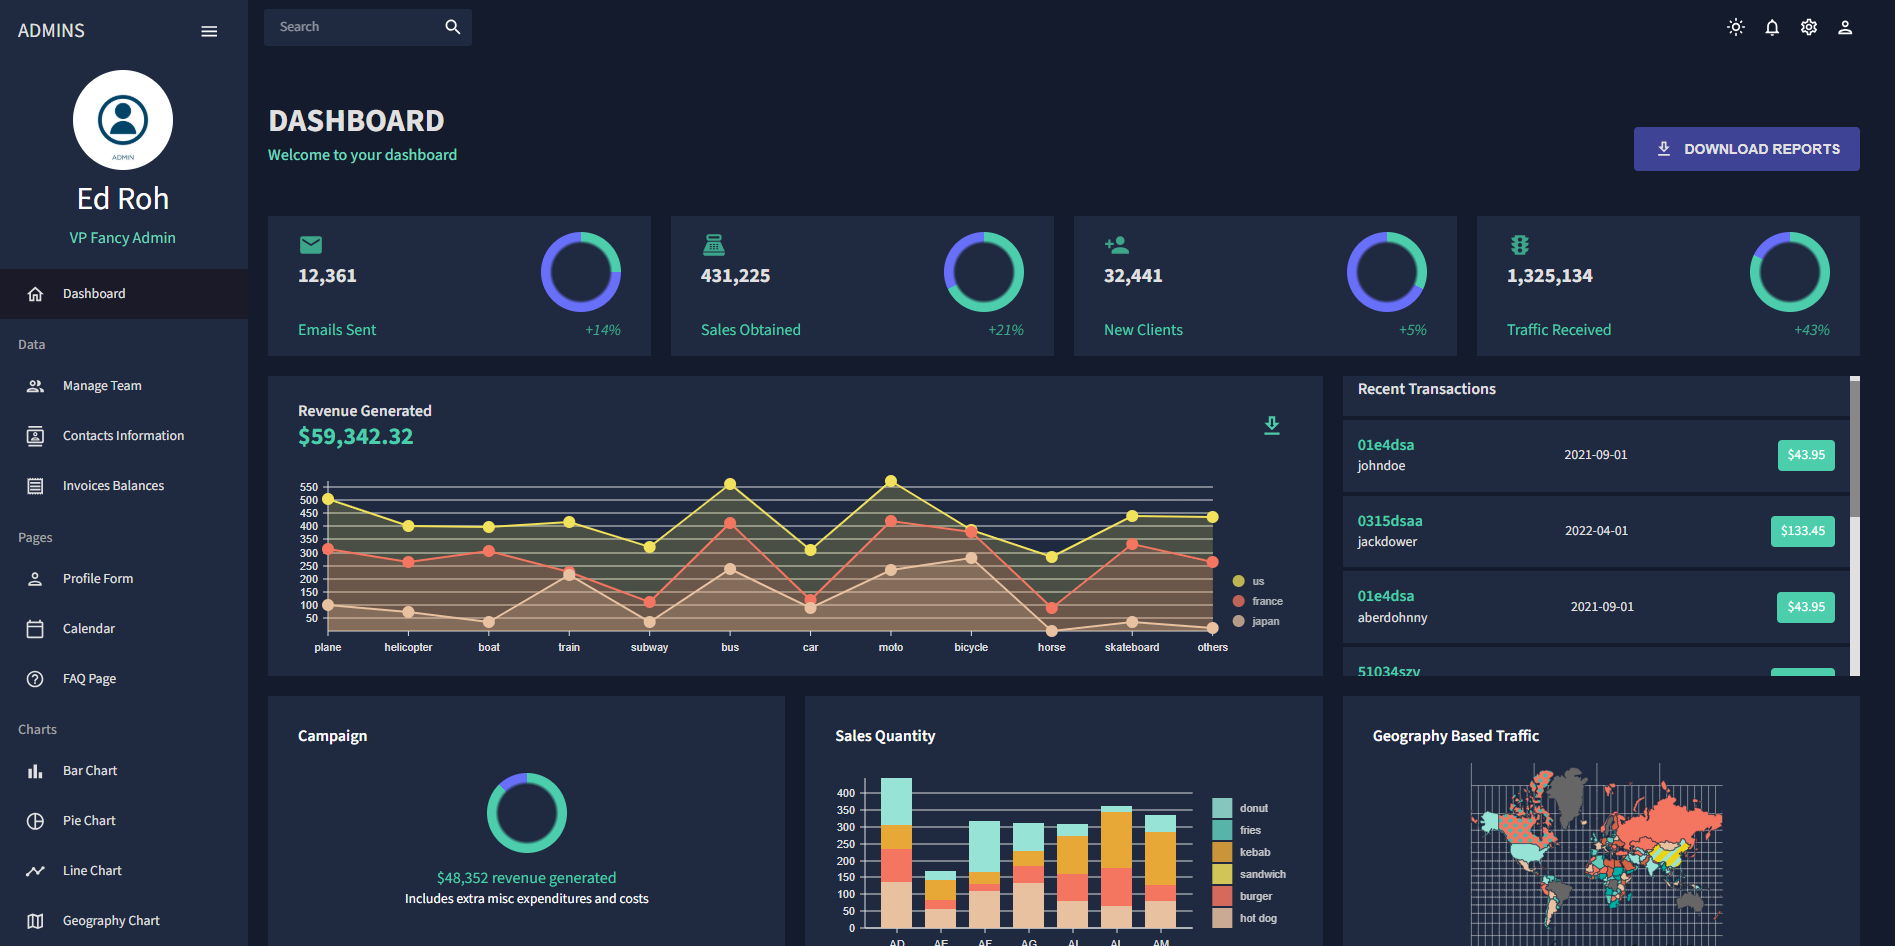 ADMINS
Search
ADMIN
Ed Roh
VP Fancy Admin
Dashboard
Data
Manage Team
Contacts Information
Invoices Balances
Pages
Profile Form
Calendar
FAQ Page
Charts
Bar Chart
Pie Chart
Line Chart
Geography Chart
DASHBOARD
Welcome to your dashboard
DOWNLOAD REPORTS
12,361
Emails Sent +14%
431,225
Sales Obtained +21%
32,441
New Clients +5%
1,325,134
Traffic Received +43%
Revenue Generated
$59,342.32
550
500
450
400
350
300
250
200
150
100
50
plane helicopter boat train subway bus car moto bicycle horse skateboard others
us
france
japan
Recent Transactions
01e4dsa
johndoe
2021-09-01
$43.95
0315dsaa
jackdower
2022-04-01
$133.45
01e4dsa
aberdohnny
2021-09-01
$43.95
51034szv
Campaign
$48,352 revenue generated
Includes extra misc expenditures and costs
Sales Quantity
400
350
300
250
200
150
100
50
0
AD AE AF AG AI AL AM
donut
fries
kebab
sandwich
burger
hot dog
Geography Based Traffic